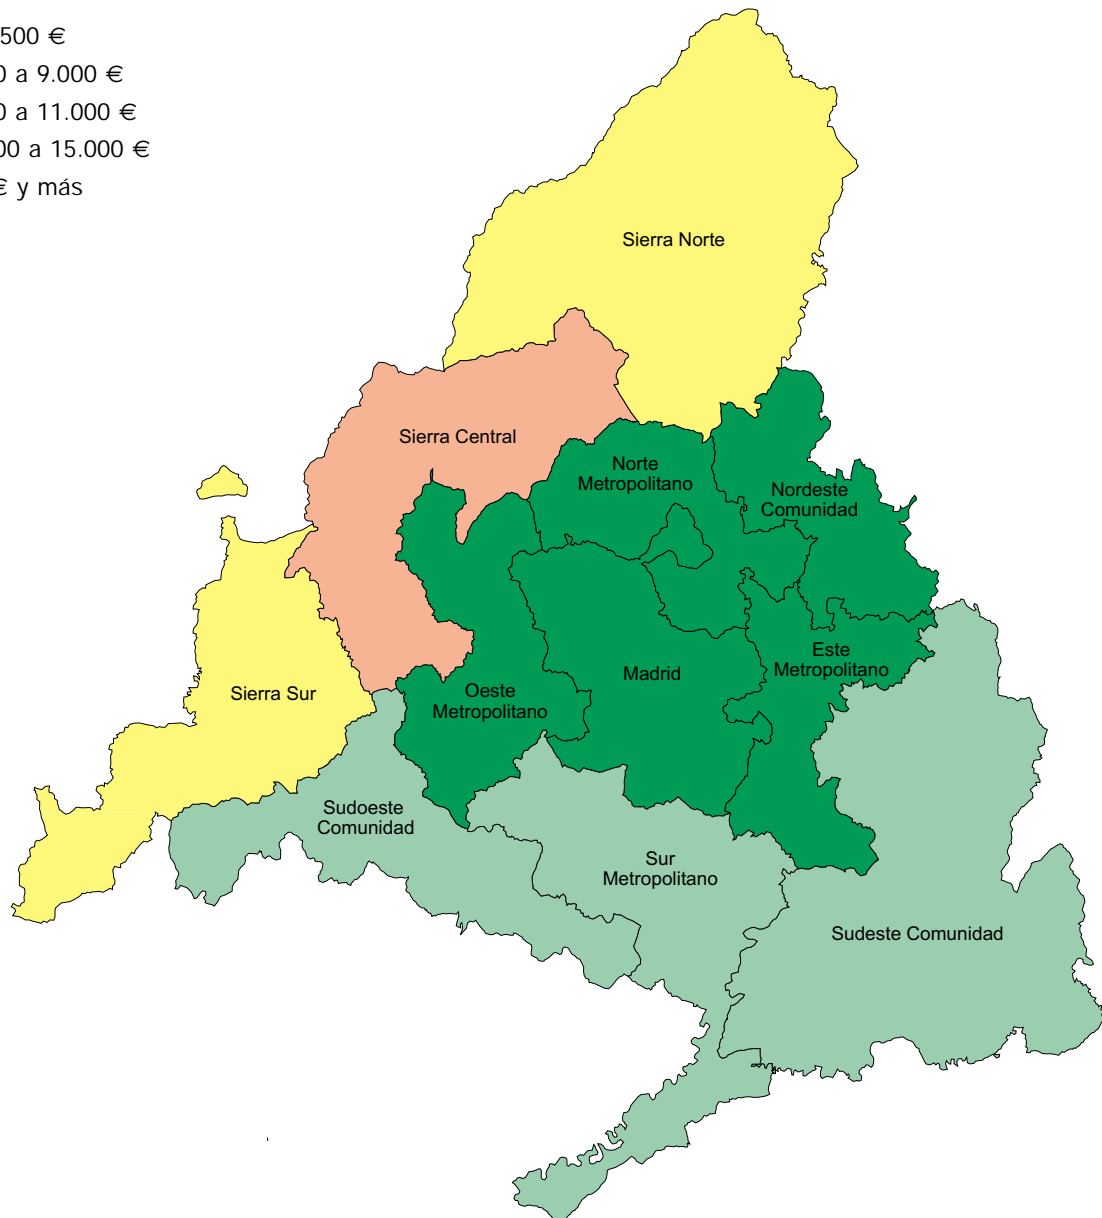 500 €
0 a 9.000 €
0 a 11.000 €
00 a 15.000 €
€ y más
Sierra Norte
Sierra Central
Norte
Metropolitano
Nordeste
Comunidad
Este
Metropolitano
Madrid
Sierra Sur
Oeste
Metropolitano
Sudoeste
Comunidad
Sur
Metropolitano
Sudeste Comunidad